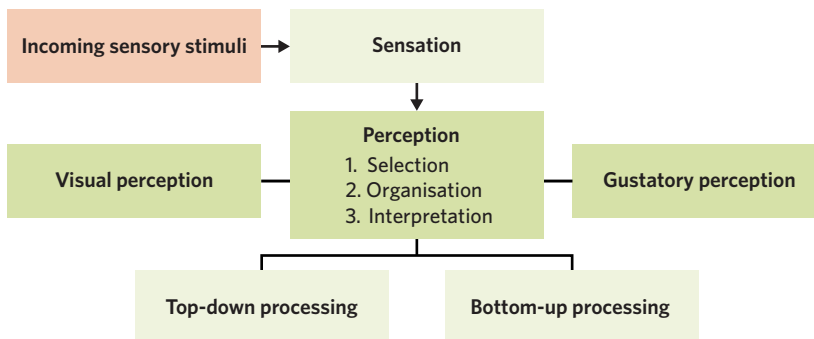 Incoming sensory stimuli
Sensation
Perception
1. Selection
2. Organisation
3. Interpretation
Visual perception
Gustatory perception
Top-down processing
Bottom-up processing